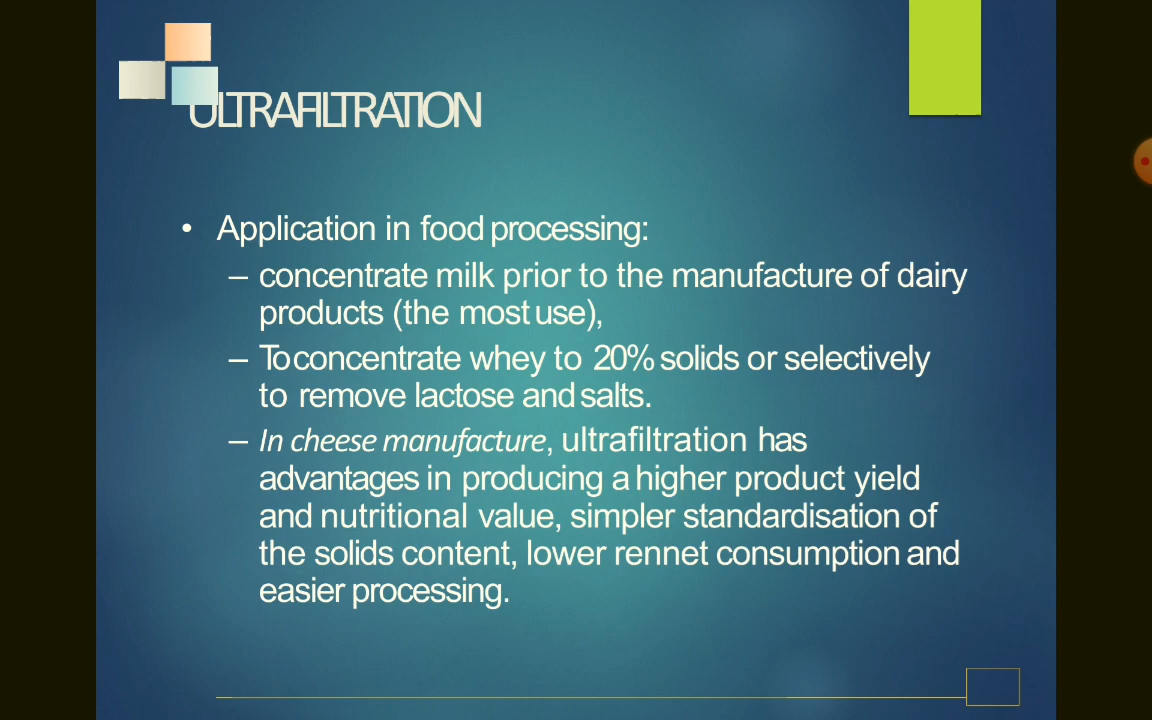 ULTRAFILTRATION
• Application in food processing:
– concentrate milk prior to the manufacture of dairy
products (the most use),
– To concentrate whey to 20% solids or selectively
to remove lactose and salts.
– In cheese manufacture, ultrafiltration has
advantages in producing a higher product yield
and nutritional value, simpler standardisation of
the solids content, lower rennet consumption and
easier processing.